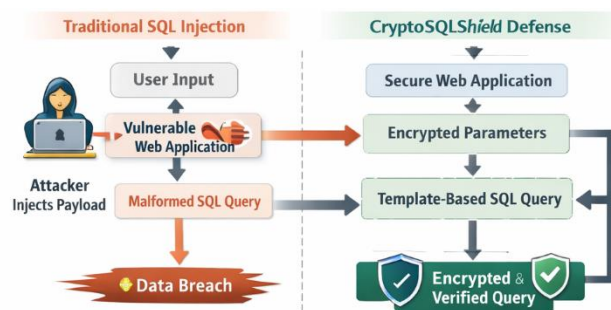 Traditional SQL Injection
User Input
Vulnerable
Web Application
Attacker
Injects Payload
Malformed SQL Query
Data Breach
CryptoSQLShield Defense
Secure Web Application
Encrypted Parameters
Template-Based SQL Query
Encrypted &
Verified Query